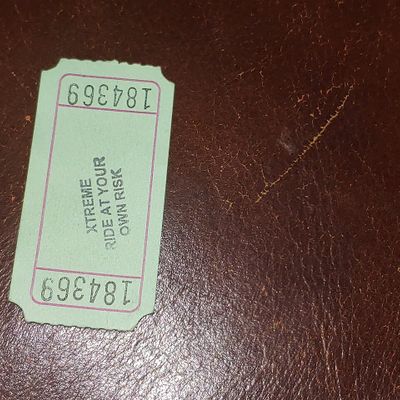 184369
XTREME
RIDE AT YOUR
OWN RISK
184369